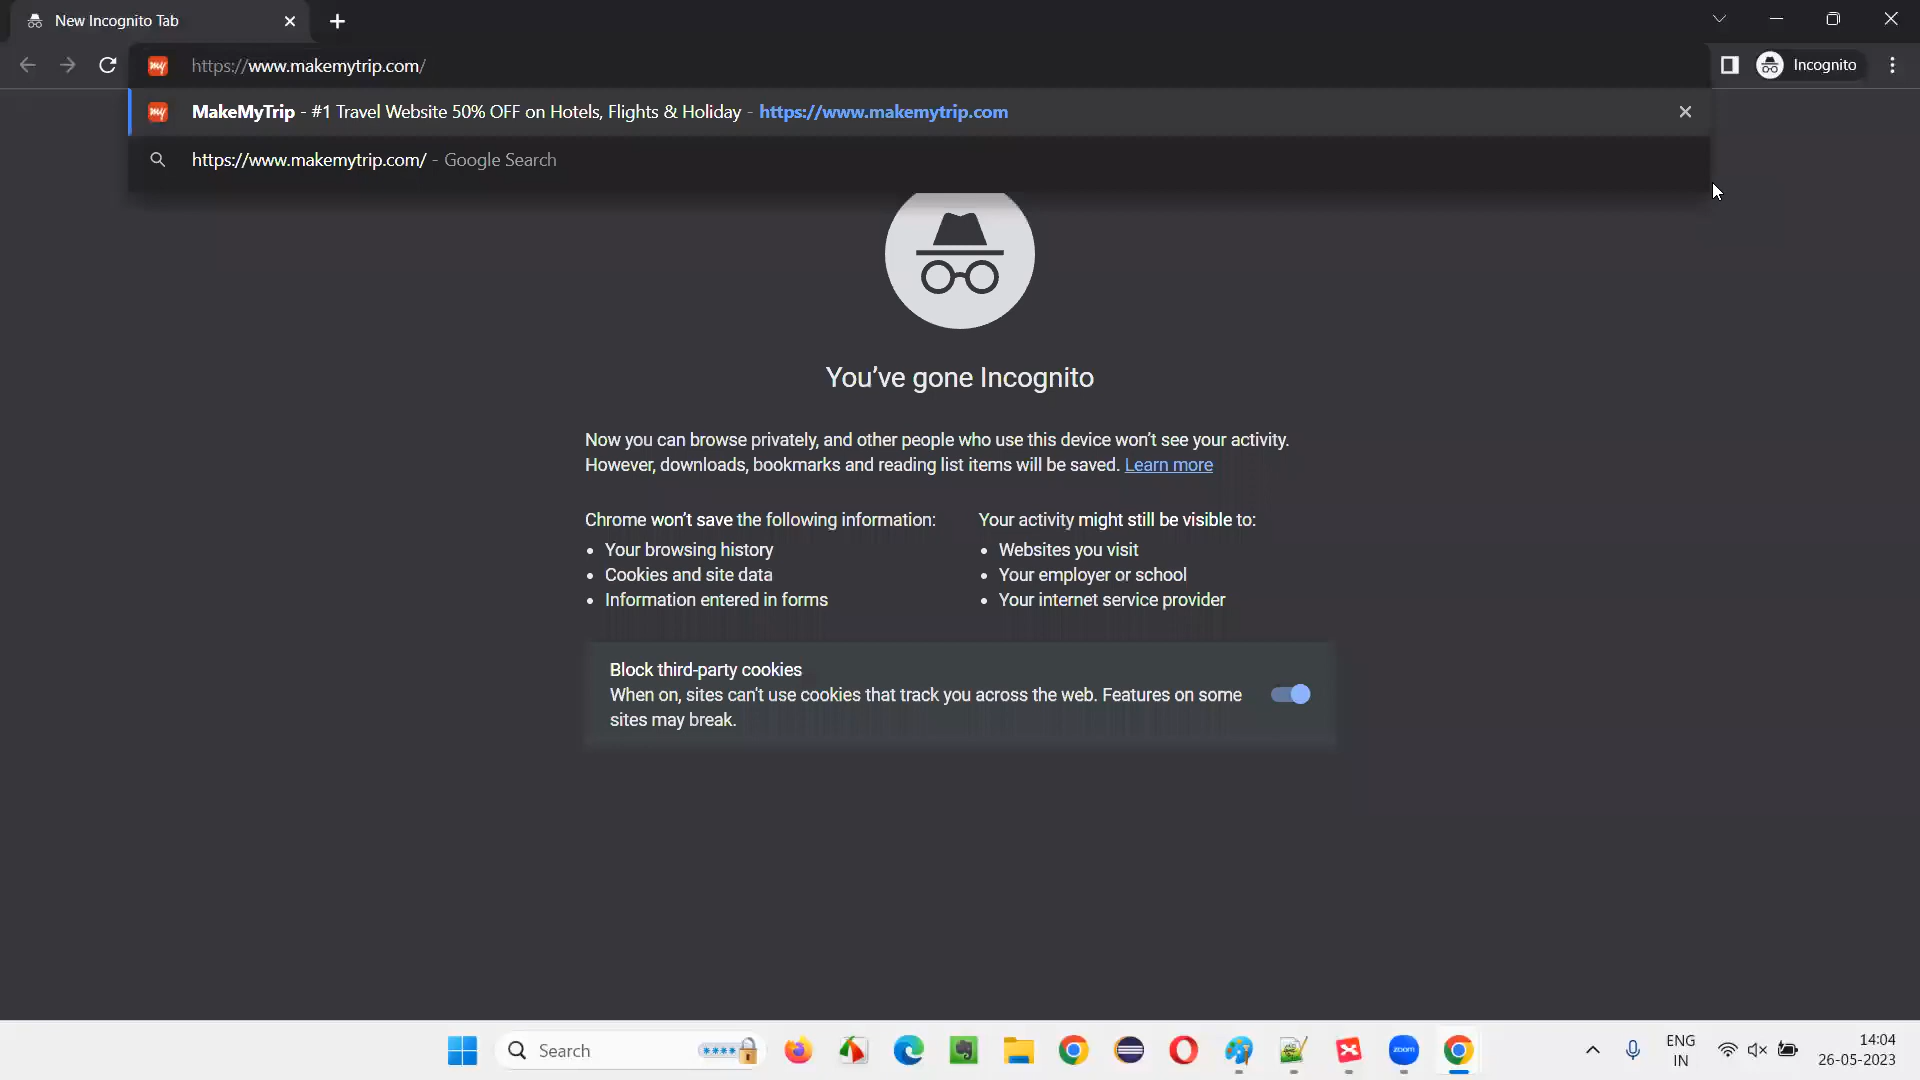 New Incognito Tab
https://www.makemytrip.com/
Incognito
MakeMyTrip - #1 Travel Website 50% OFF on Hotels, Flights & Holiday - https://www.makemytrip.com
https://www.makemytrip.com/ - Google Search
You've gone Incognito
Now you can browse privately, and other people who use this device won't see your activity.
However, downloads, bookmarks and reading list items will be saved. Learn more
Chrome won't save the following information:
Your browsing history
Cookies and site data
Information entered in forms
Your activity might still be visible to:
Websites you visit
Your employer or school
Your internet service provider
Block third-party cookies
When on, sites can't use cookies that track you across the web. Features on some
sites may break.
Search
zoom
ENG
IN
14:04
26-05-2023